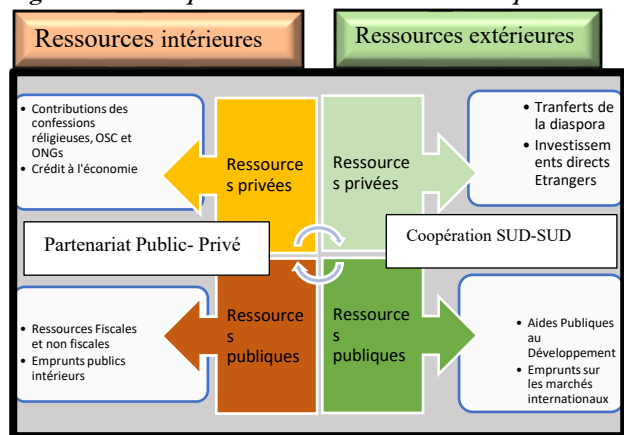 Ressources intérieures
Ressources extérieures
• Contributions des
confessions
réligieuses, OSC et
ONGs
• Crédit à l'économie
Ressource
s privées
Ressource
s privées
• Tranferts de
la diaspora
• Investissem
ents directs
Etrangers
Partenariat Public- Privé
Coopération SUD-SUD
• Ressources Fiscales
et non fiscales
• Emprunts publics
intérieurs
Ressource
s
publiques
Ressource
s
publiques
• Aides Publiques
au
Développement
• Emprunts sur
les marchés
internationaux